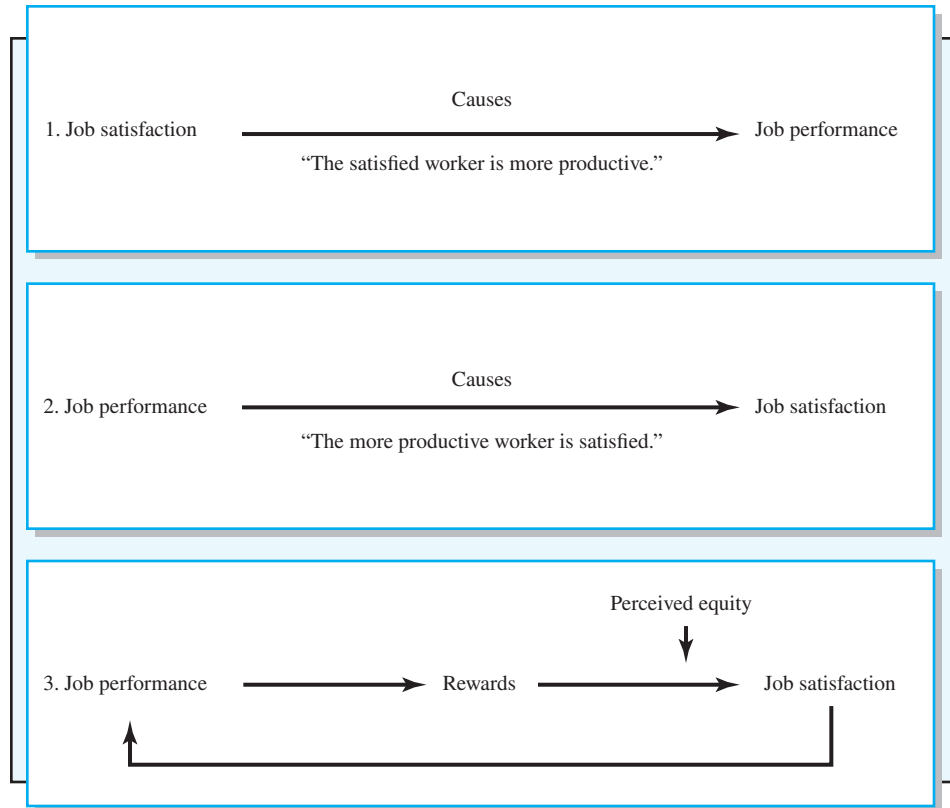 Causes
1. Job satisfaction
Job performance
“The satisfied worker is more productive.”
Causes
2. Job performance
Job satisfaction
“The more productive worker is satisfied.”
Perceived equity
3. Job performance
Rewards
Job satisfaction